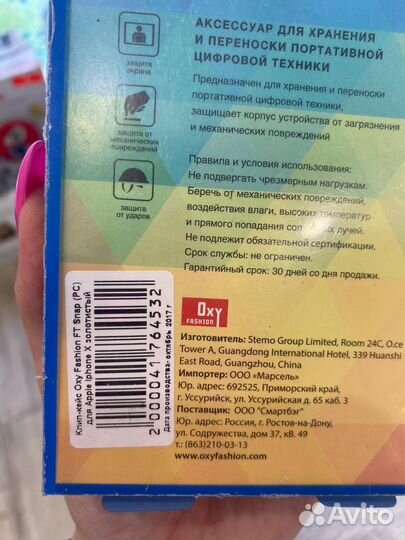 АКСЕССУАР ДЛЯ ХРАНЕНИЯ
И ПЕРЕНОСКИ ПОРТАТИВНОЙ
ЦИФРОВОЙ ТЕХНИКИ
защита
экрана
защита от
механических
повреждений
защита
от ударов
Предназначен для хранения и переноски
портативной цифровой техники,
защищает корпус устройства от загрязнения
и механических повреждений
Правила и условия использования:
Не подвергать чрезмерным нагрузкам.
Беречь от механических повреждений,
воздействия влаги, высоких температур
и прямого попадания солнечных лучей.
Не подлежит обязательной сертификации.
Срок службы: не ограничен.
Гарантийный срок: 30 дней со дня продажи.
Oxy
FASHION
Изготовитель: Stemo Group Limited, Room 24C, O.ce
Tower A, Guangdong International Hotel, 339 Huanshi
East Road, Guangzhou, China
Импортер: ООО «Марсель».
Юр. адрес: 692525, Приморский край,
г. Уссурийск, ул. Уссурийская д. 65 каб. 3
Поставщик: ООО "Смартбэг"
Юр. адрес: Россия, г. Ростов-на-Дону,
ул. Содружества, дом 37, кв. 49
т.: (863)210-03-13
www.oxyfashion.com
Клип-кейс Oxy Fashion FT Snap (PC)
для Apple Iphone X золотистый
2 000041 764532
Дата производства- октябрь 2017 г
Avito